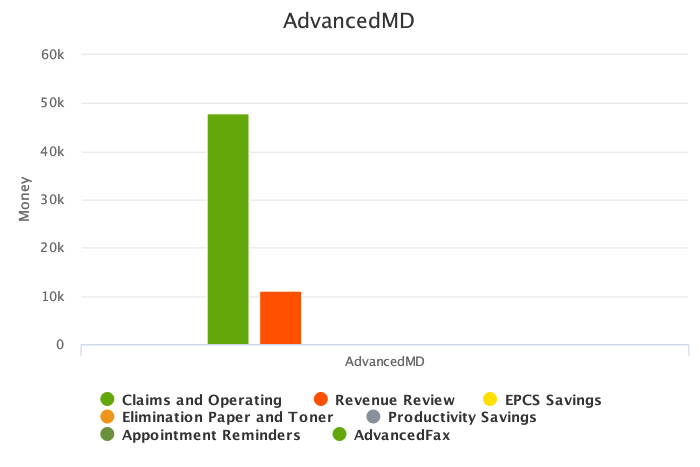 AdvancedMD
60k
50k
40k
30k
20k
10k
0
Money
AdvancedMD
Claims and Operating Revenue Review EPCS Savings
Elimination Paper and Toner Productivity Savings
Appointment Reminders AdvancedFax